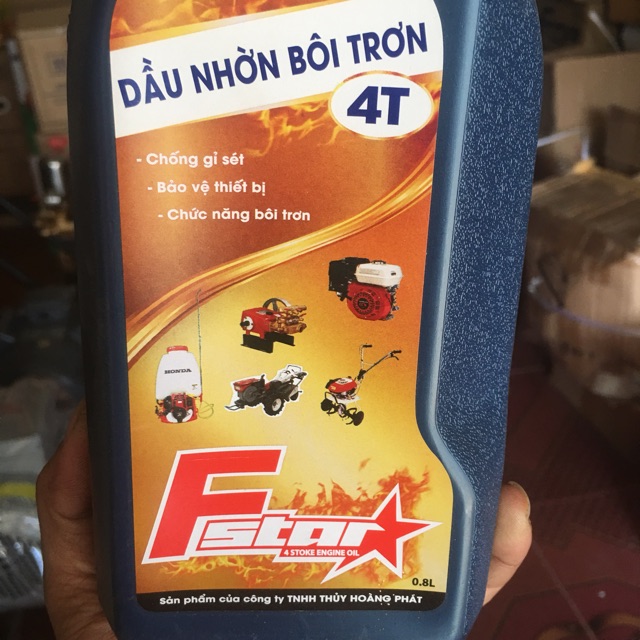 DẦU NHỜN BÔI TRƠN
4T
- Chống gỉ sét
- Bảo vệ thiết bị
- Chức năng bôi trơn
HONDA
Fstar
4 STOKE ENGINE OIL
0.8L
Sản phẩm của công ty TNHH THỦY HOÀNG PHÁT